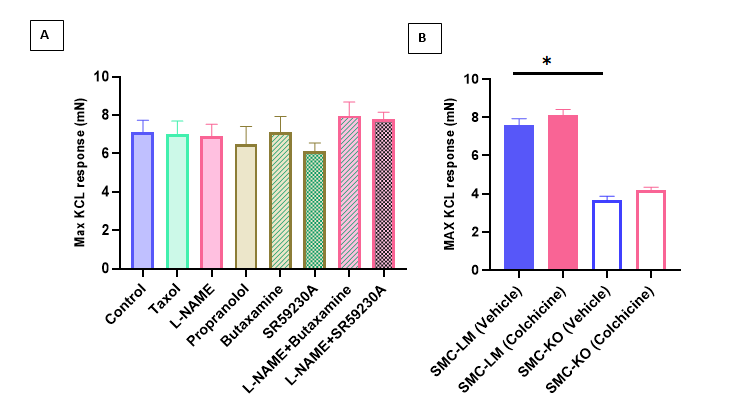 A
B
10
8
6
4
2
0
Max KCL response (mN)
Control
Taxol
L-NAME
Propranolol
Butaxamine
SR59230A
L-NAME+Butaxamine
L-NAME+SR59230A
*
10
8
6
4
2
0
MAX KCL response (mN)
SMC-LM (Vehicle)
SMC-LM (Colchicine)
SMC-KO (Vehicle)
SMC-KO (Colchicine)